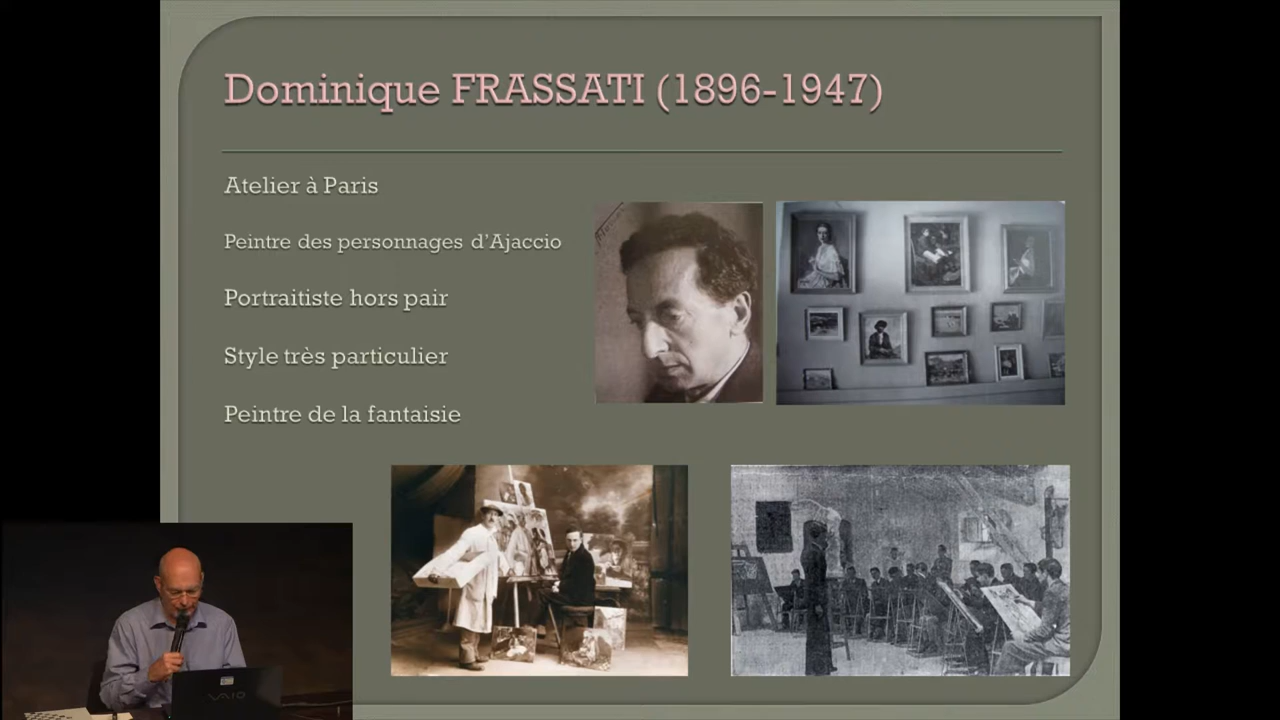 Dominique FRASSATI (1896-1947)
Atelier à Paris
Peintre des personnages d'Ajaccio
Portraitiste hors pair
Style très particulier
Peintre de la fantaisie
VAIO